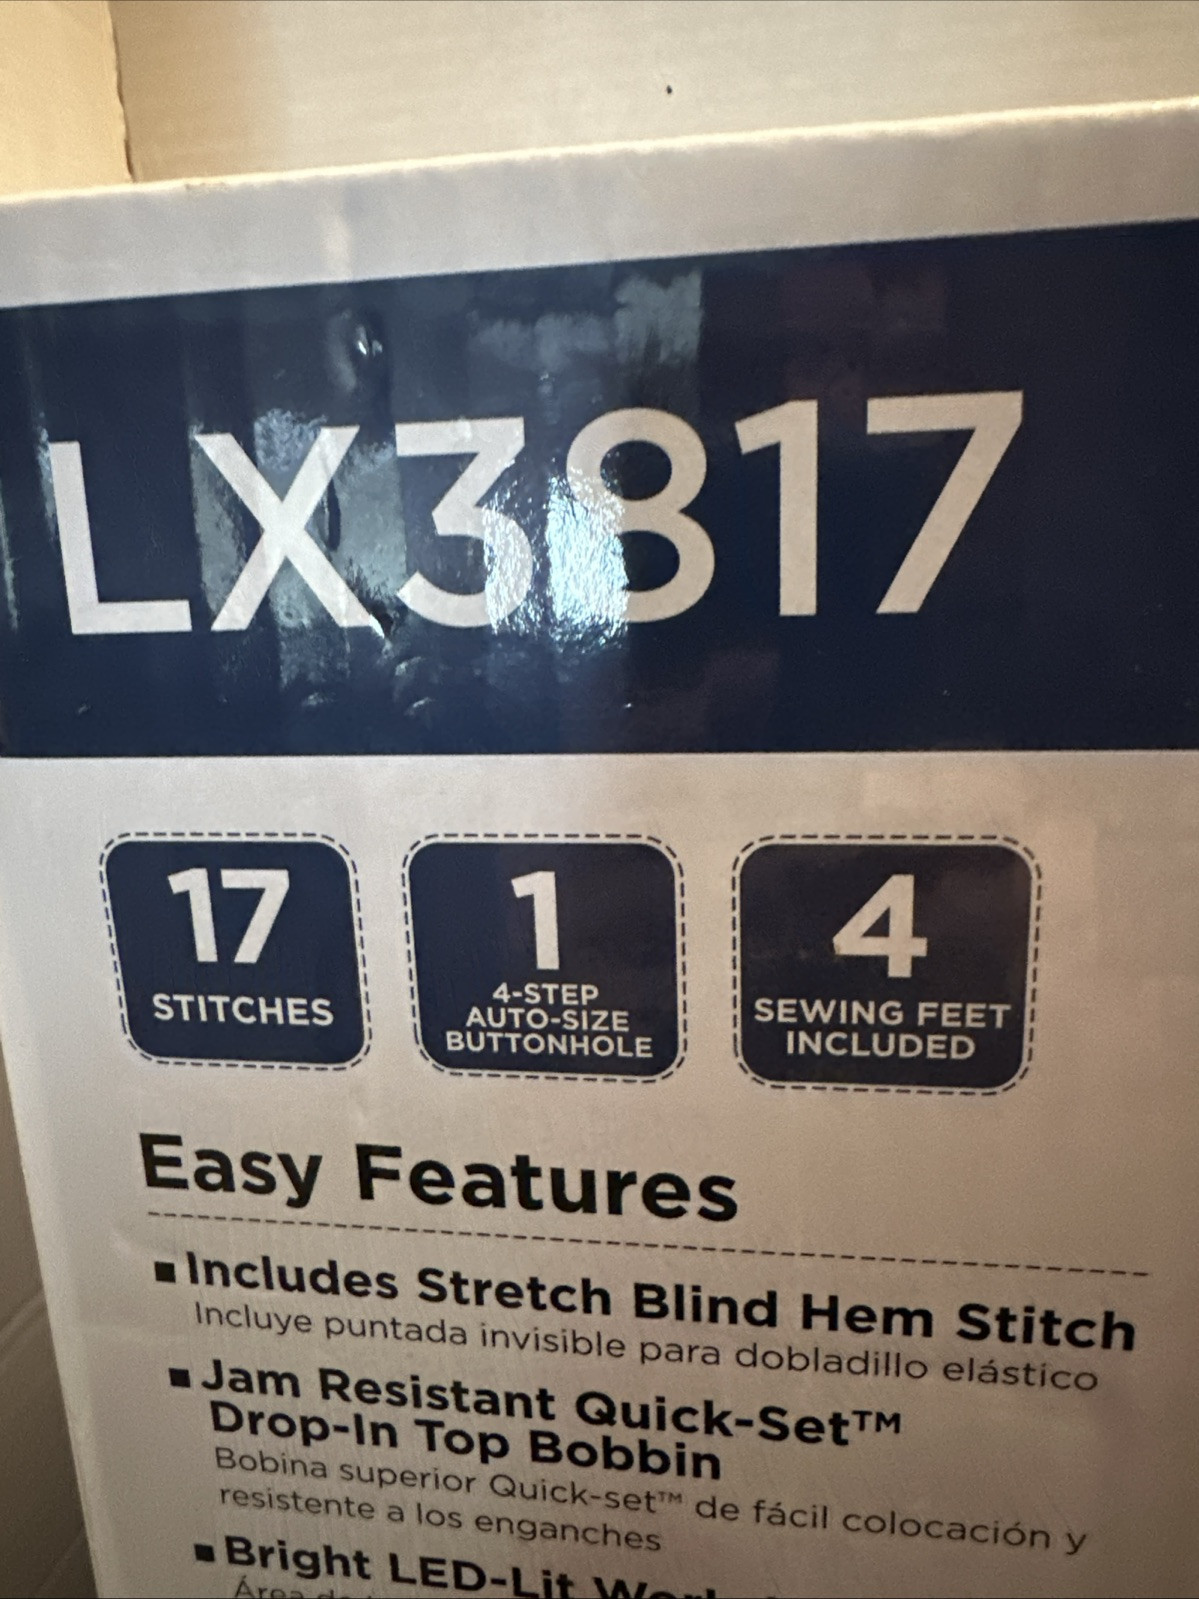 LX3817
17
STITCHES
1
4-STEP
AUTO-SIZE
BUTTONHOLE
4
SEWING FEET
INCLUDED
Easy Features
■ Includes Stretch Blind Hem Stitch
Incluye puntada invisible para dobladillo elástico
■ Jam Resistant Quick-Set™
Drop-In Top Bobbin
Bobina superior Quick-set™ de fácil colocación y
resistente a los enganches
■ Bright LED-Lit
Área